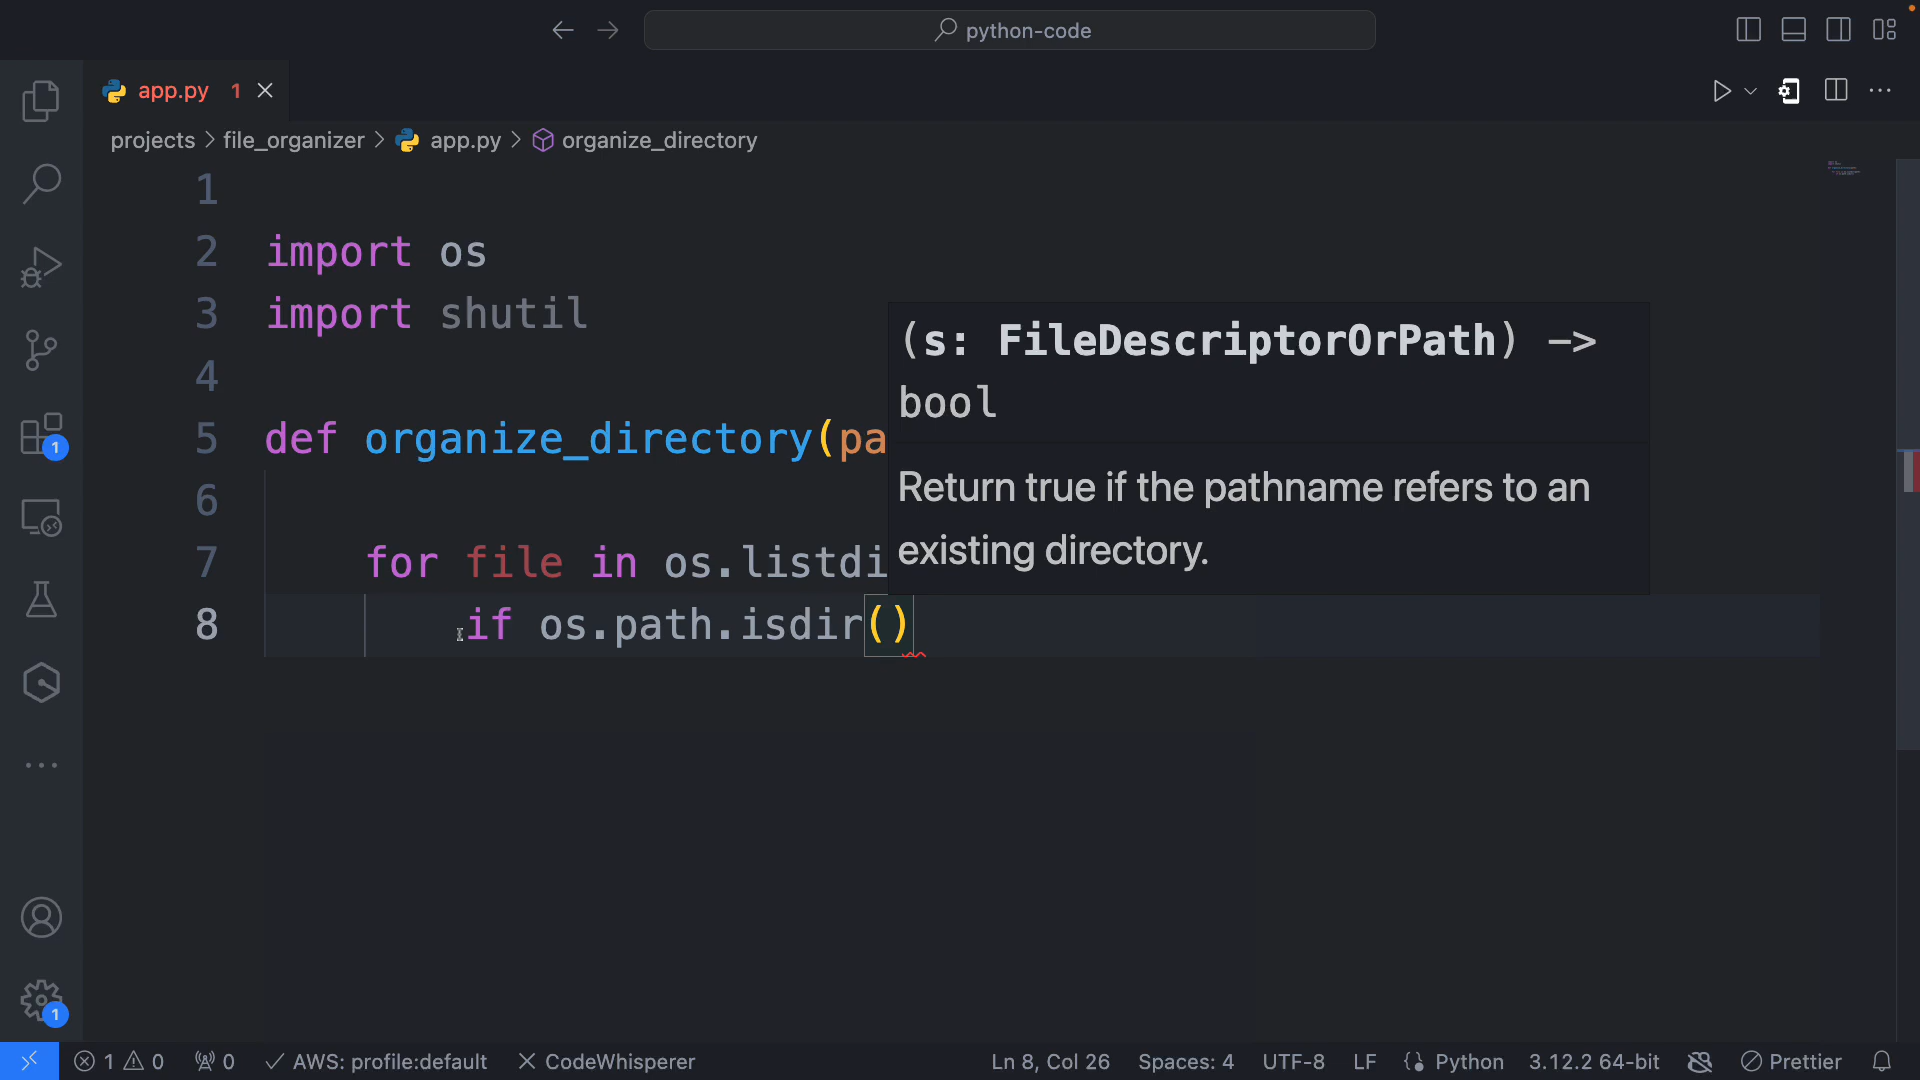 python-code
app.py 1
projects > file_organizer > app.py > organize_directory
1
2 import os
3 import shutil
4
5 def organize_directory(pa
6
7 for file in os.listdi
8 if os.path.isdir()
(s: FileDescriptorOrPath) ->
bool
Return true if the pathname refers to an
existing directory.
1
1
1 0 0 AWS: profile:default CodeWhisperer Ln 8, Col 26 Spaces: 4 UTF-8 LF Python 3.12.2 64-bit Prettier